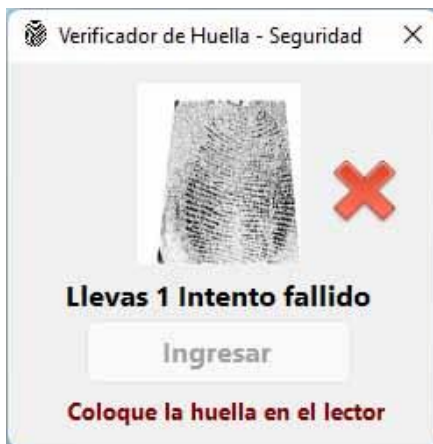 Verificador de Huella - Seguridad
Llevas 1 Intento fallido
Ingresar
Coloque la huella en el lector